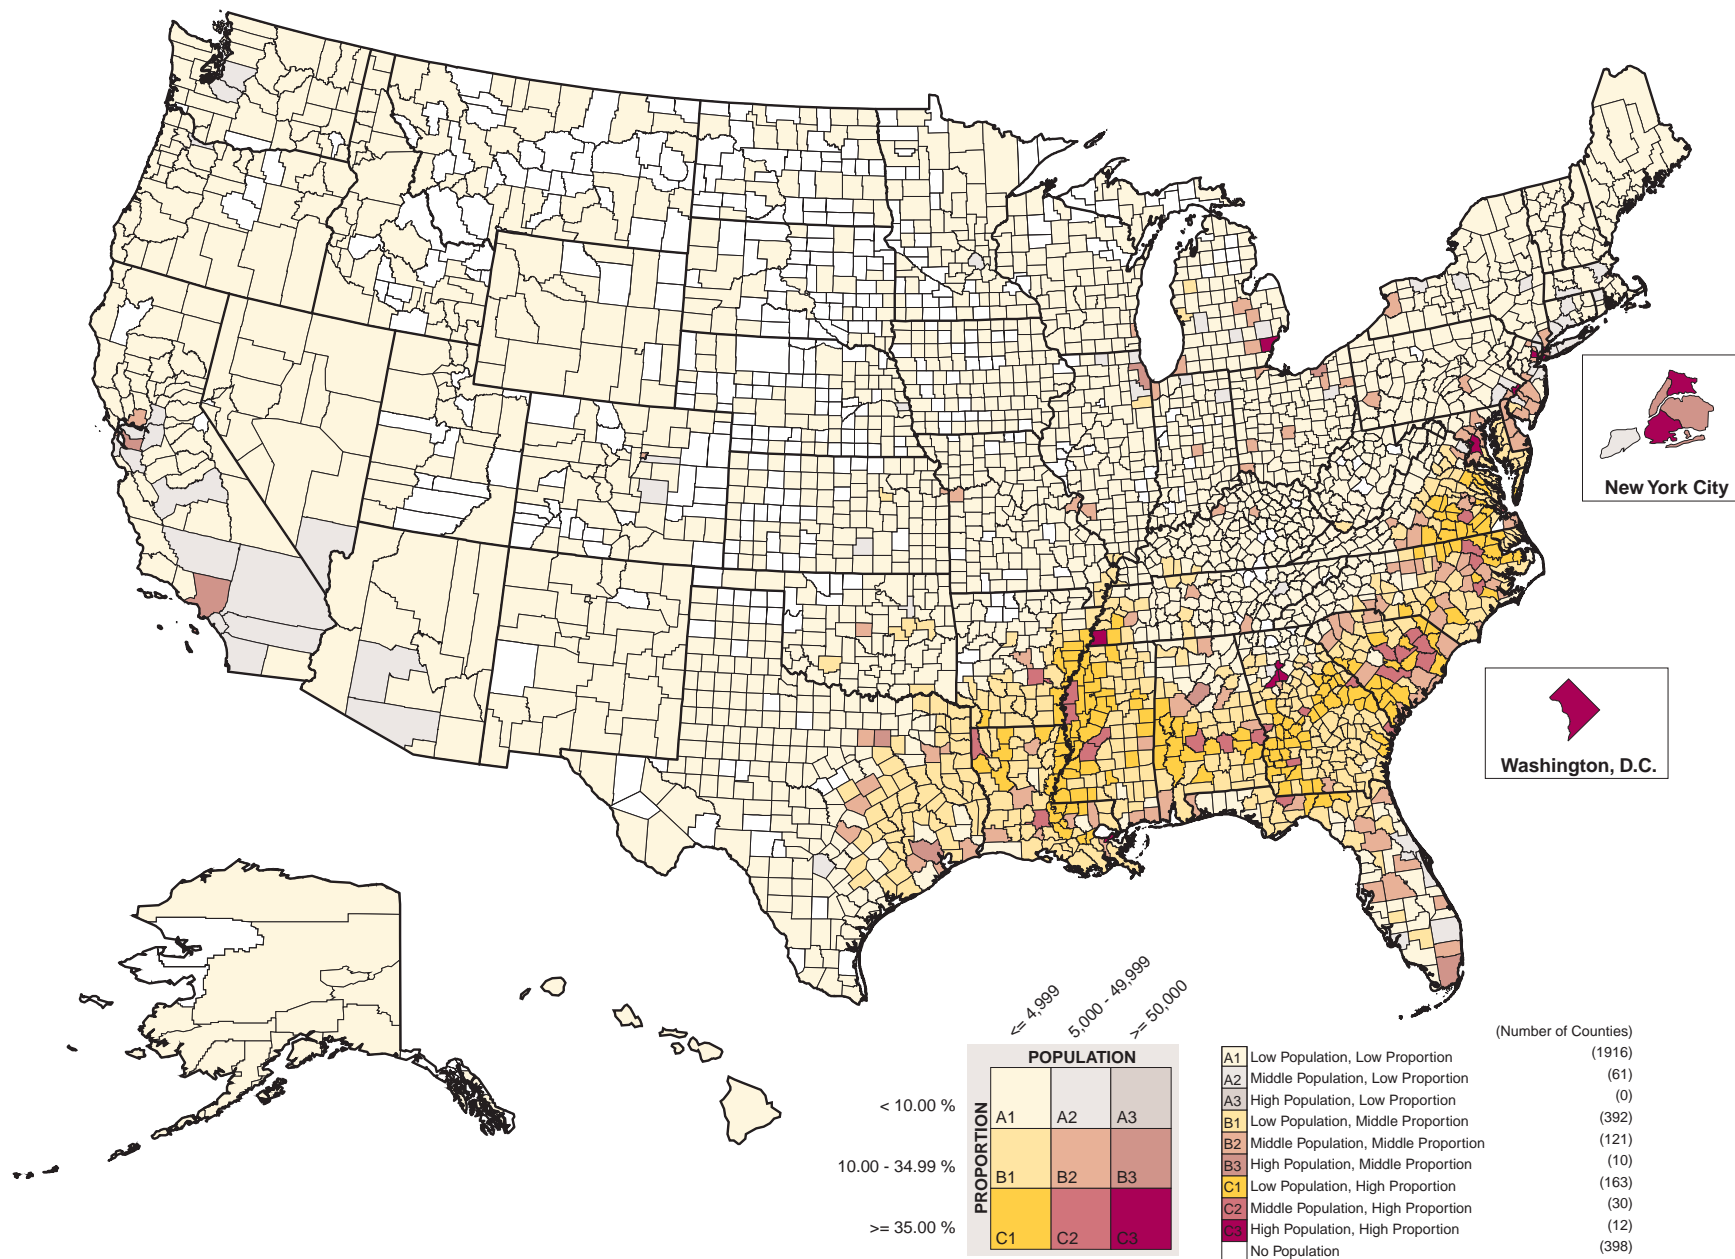 New York City
Washington, D.C.
<= 4,999
5,000 - 49,999
>= 50,000
POPULATION
PROPORTION
< 10.00 %
A1 A2 A3
10.00 - 34.99 %
B1 B2 B3
>= 35.00 %
C1 C2 C3
(Number of Counties)
A1 Low Population, Low Proportion (1916)
A2 Middle Population, Low Proportion (61)
A3 High Population, Low Proportion (0)
B1 Low Population, Middle Proportion (392)
B2 Middle Population, Middle Proportion (121)
B3 High Population, Middle Proportion (10)
C1 Low Population, High Proportion (163)
C2 Middle Population, High Proportion (30)
C3 High Population, High Proportion (12)
No Population (398)